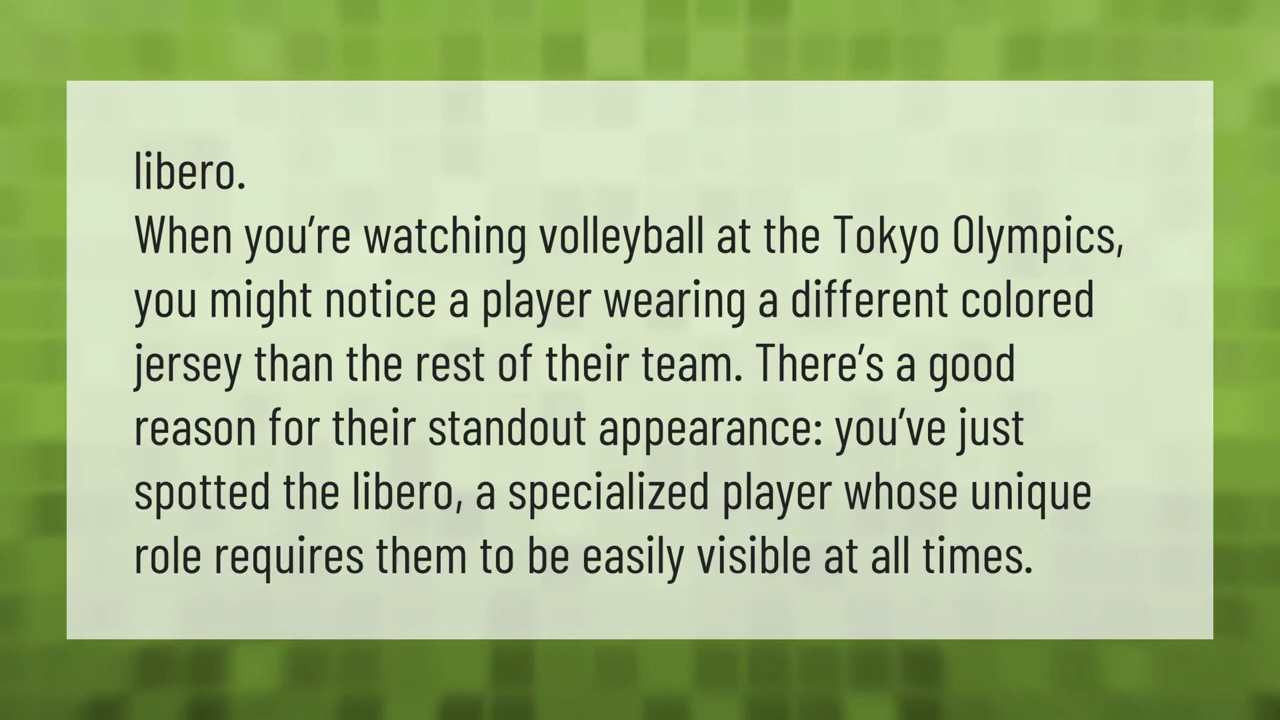 libero.
When you’re watching volleyball at the Tokyo Olympics,
you might notice a player wearing a different colored
jersey than the rest of their team. There’s a good
reason for their standout appearance: you’ve just
spotted the libero, a specialized player whose unique
role requires them to be easily visible at all times.